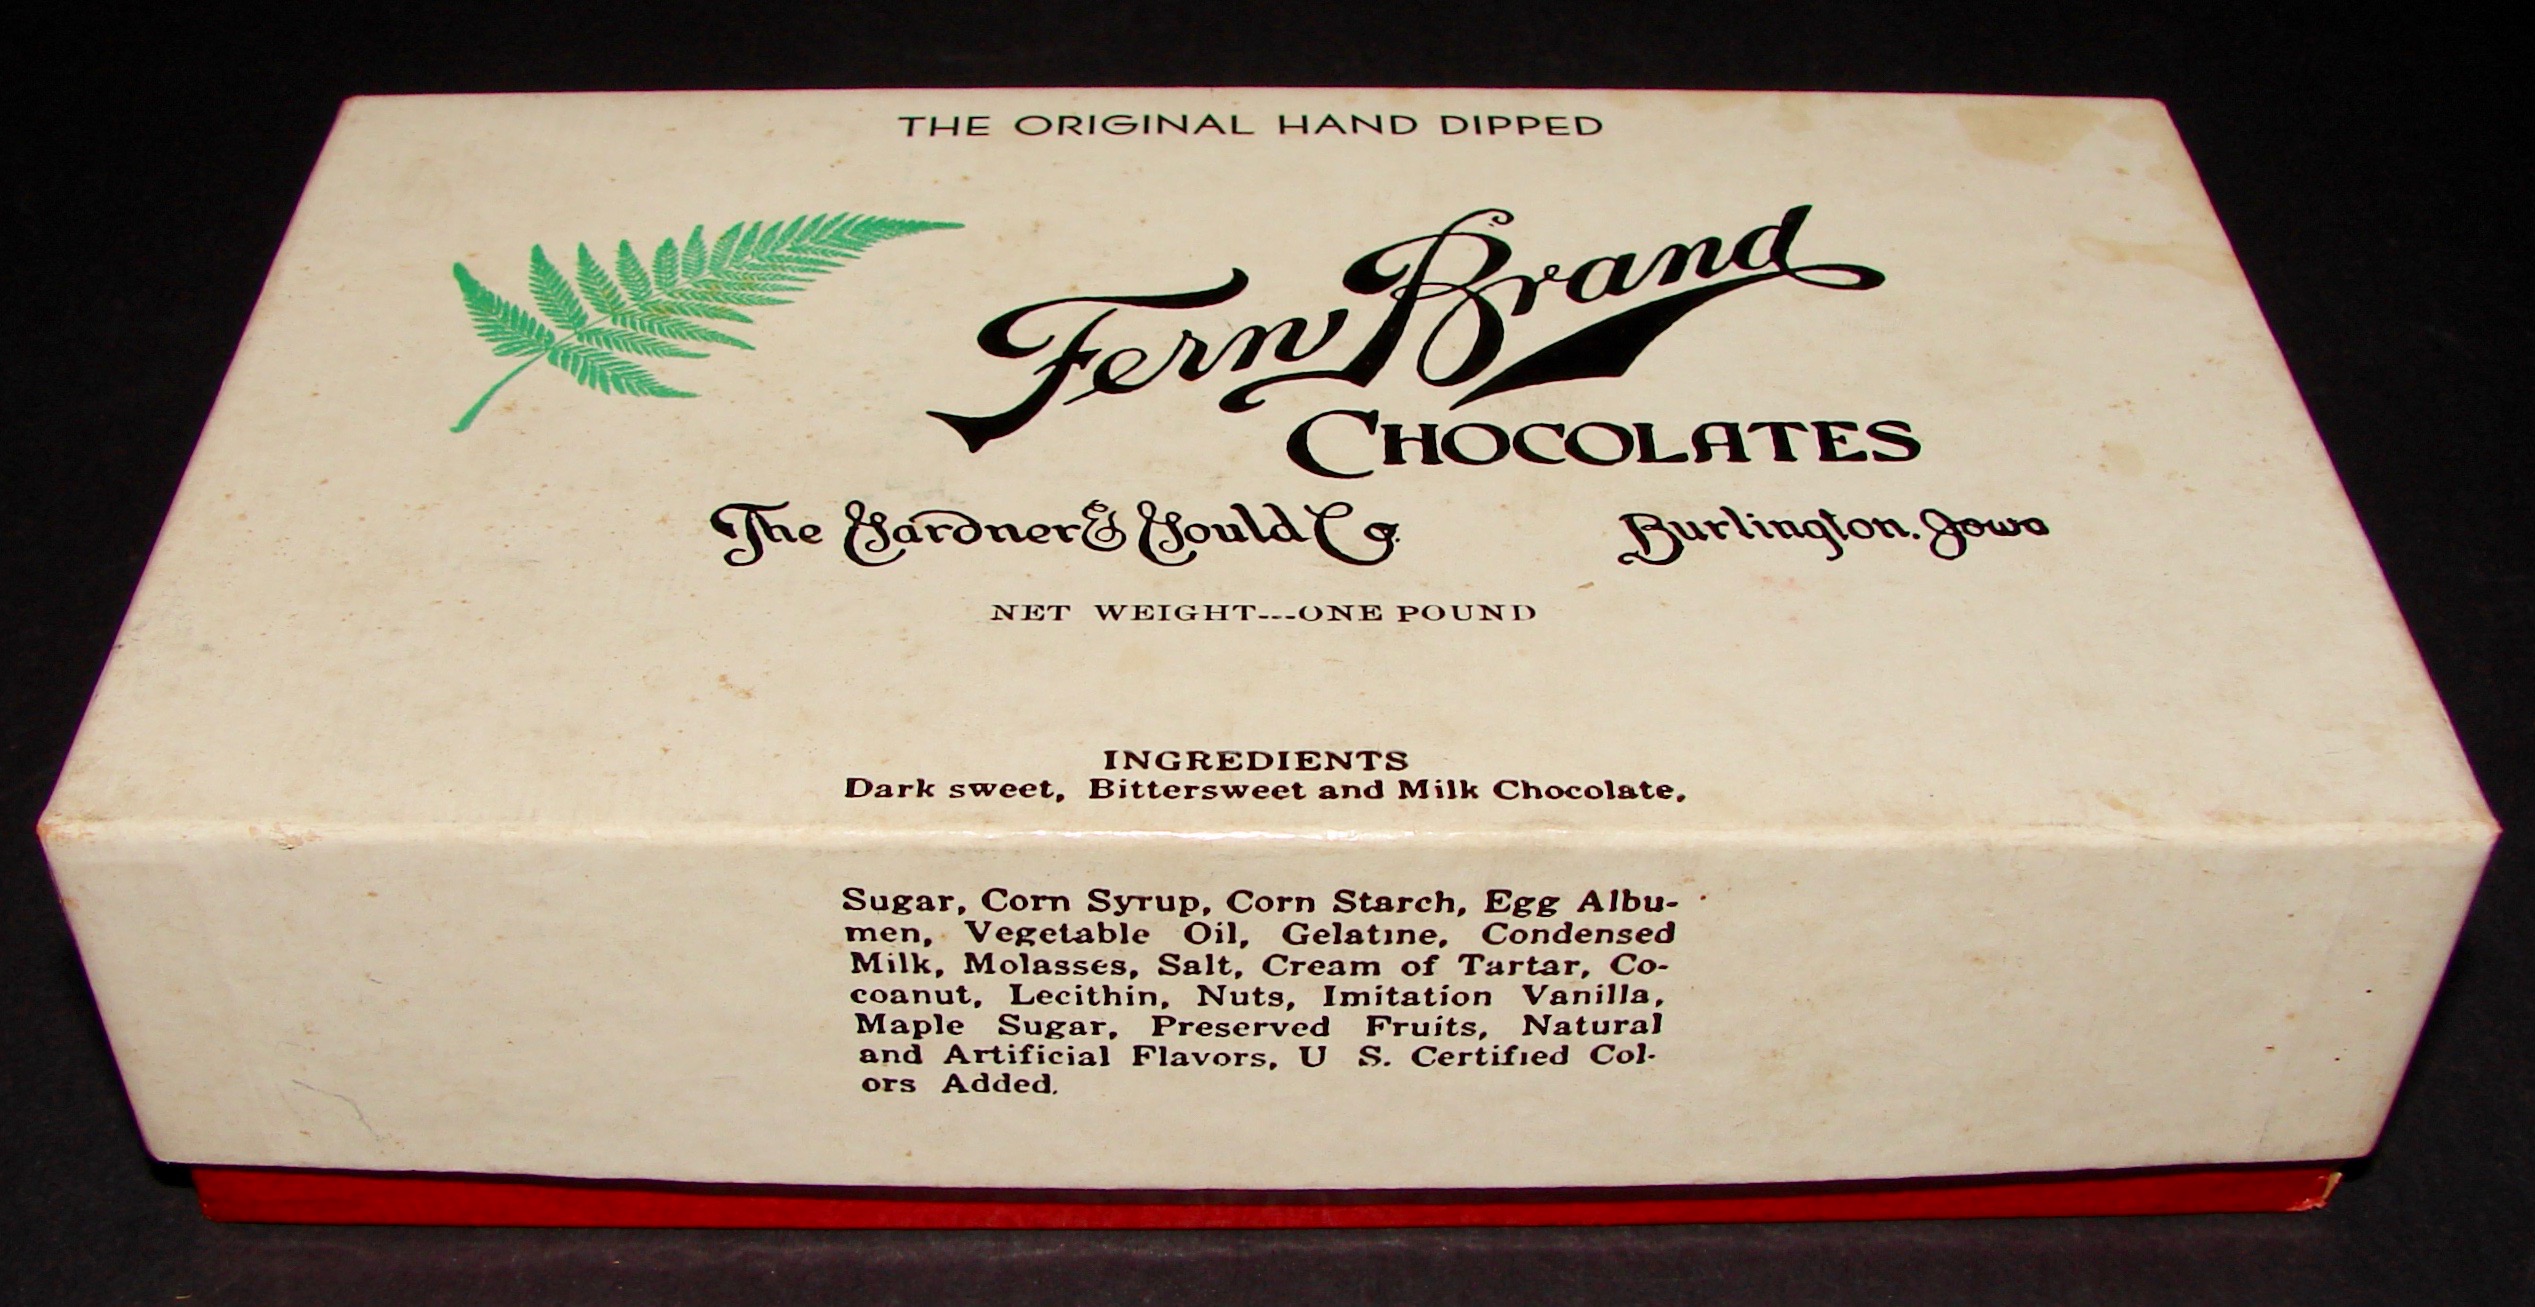 THE ORIGINAL HAND DIPPED
Fern Brand
CHOCOLATES
The Gardner & Gould Co. Burlington. Iowa
NET WEIGHT---ONE POUND
INGREDIENTS
Dark sweet, Bittersweet and Milk Chocolate,
Sugar, Corn Syrup, Corn Starch, Egg Albu-
men, Vegetable Oil, Gelatine, Condensed
Milk, Molasses, Salt, Cream of Tartar, Co-
coanut, Lecithin, Nuts, Imitation Vanilla,
Maple Sugar, Preserved Fruits, Natural
and Artificial Flavors, U S. Certified Col-
ors Added.